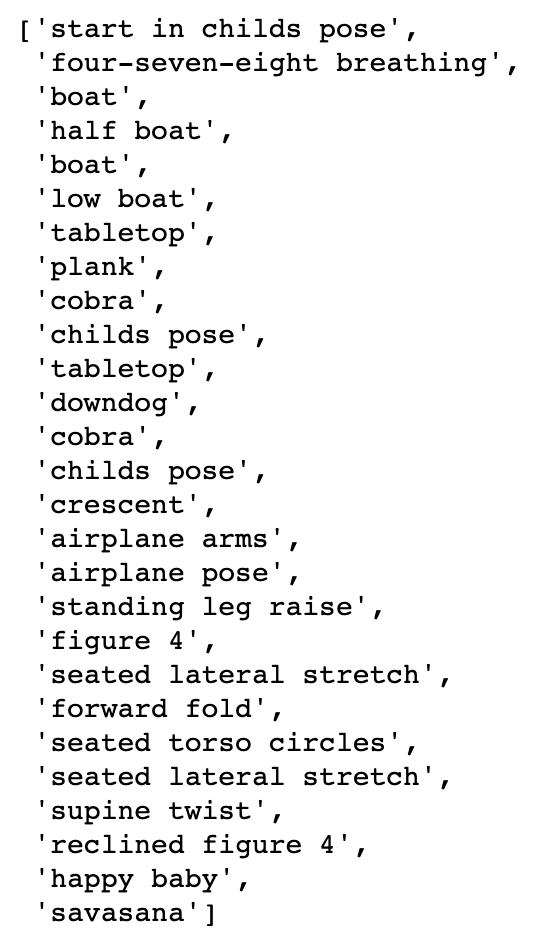 ['start in childs pose',
'four-seven-eight breathing',
'boat',
'half boat',
'boat',
'low boat',
'tabletop',
'plank',
'cobra',
'childs pose',
'tabletop',
'downdog',
'cobra',
'childs pose',
'crescent',
'airplane arms',
'airplane pose',
'standing leg raise',
'figure 4',
'seated lateral stretch',
'forward fold',
'seated torso circles',
'seated lateral stretch',
'supine twist',
'reclined figure 4',
'happy baby',
'savasana']